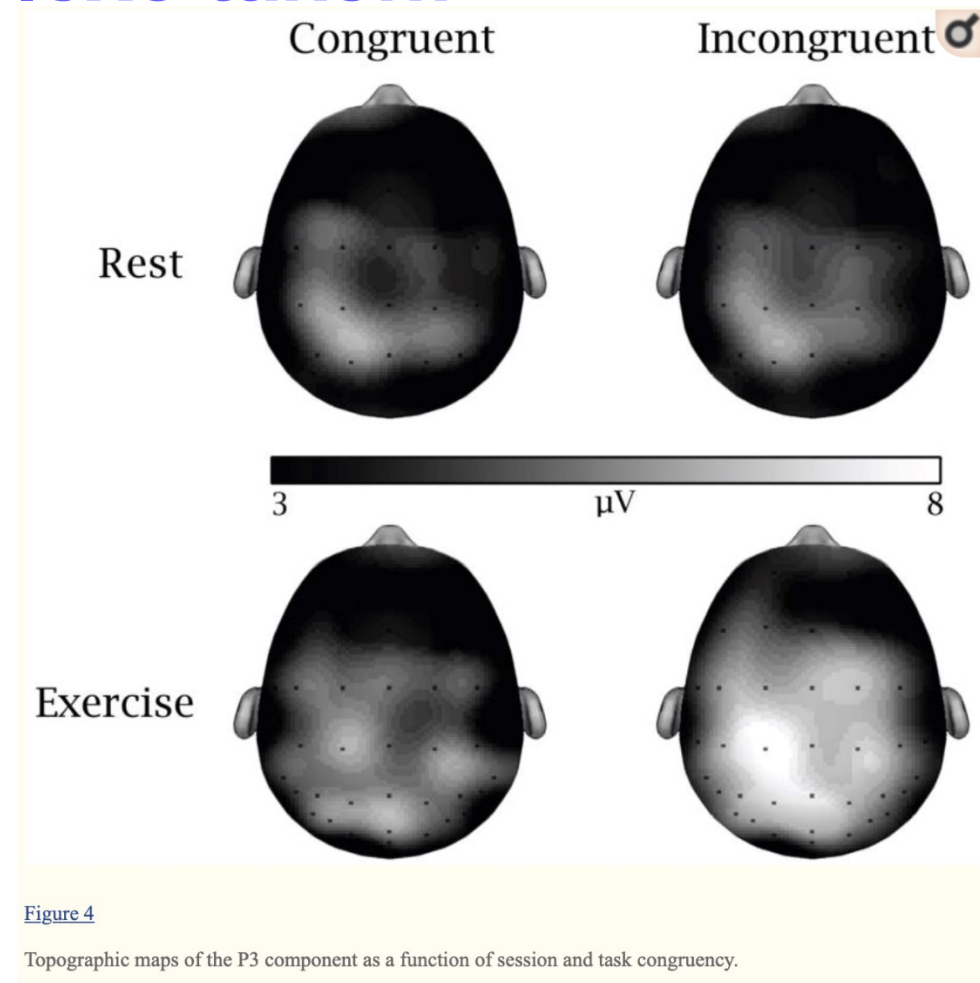 Congruent Incongruent
Rest
3 µV 8
Exercise
Figure 4
Topographic maps of the P3 component as a function of session and task congruency.